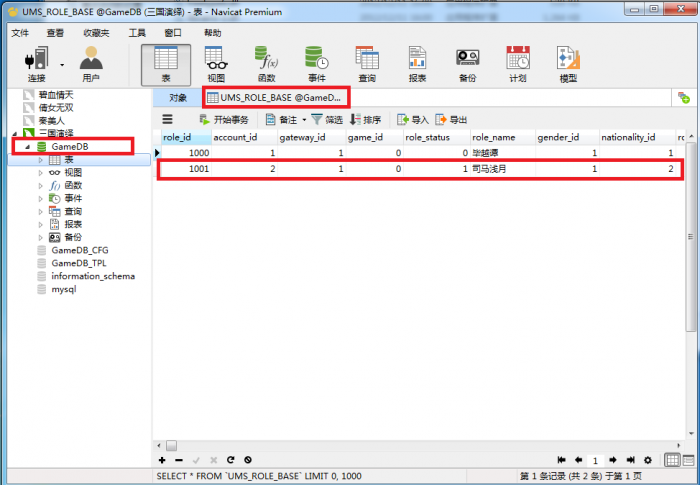 UMS_ROLE_BASE @GameDB (三国演绎) - 表 - Navicat Premium
文件 查看 收藏夹 工具 窗口 帮助
连接 用户 表 视图 函数 事件 查询 报表 备份 计划 模型
碧血情天
倩女无双
秦美人
三国演绎
GameDB
表
视图
函数
事件
查询
报表
备份
GameDB_CFG
GameDB_TPL
information_schema
mysql
对象 UMS_ROLE_BASE @GameD...
开始事务 备注 筛选 排序 导入 导出
role_id account_id gateway_id game_id role_status role_name gender_id nationality_id ro
1000 1 1 0 0 毕越谭 1 1
1001 2 1 0 1 司马浅月 1 2
1
SELECT * FROM `UMS_ROLE_BASE` LIMIT 0, 1000 第 1 条记录 (共 2 条) 于第 1 页